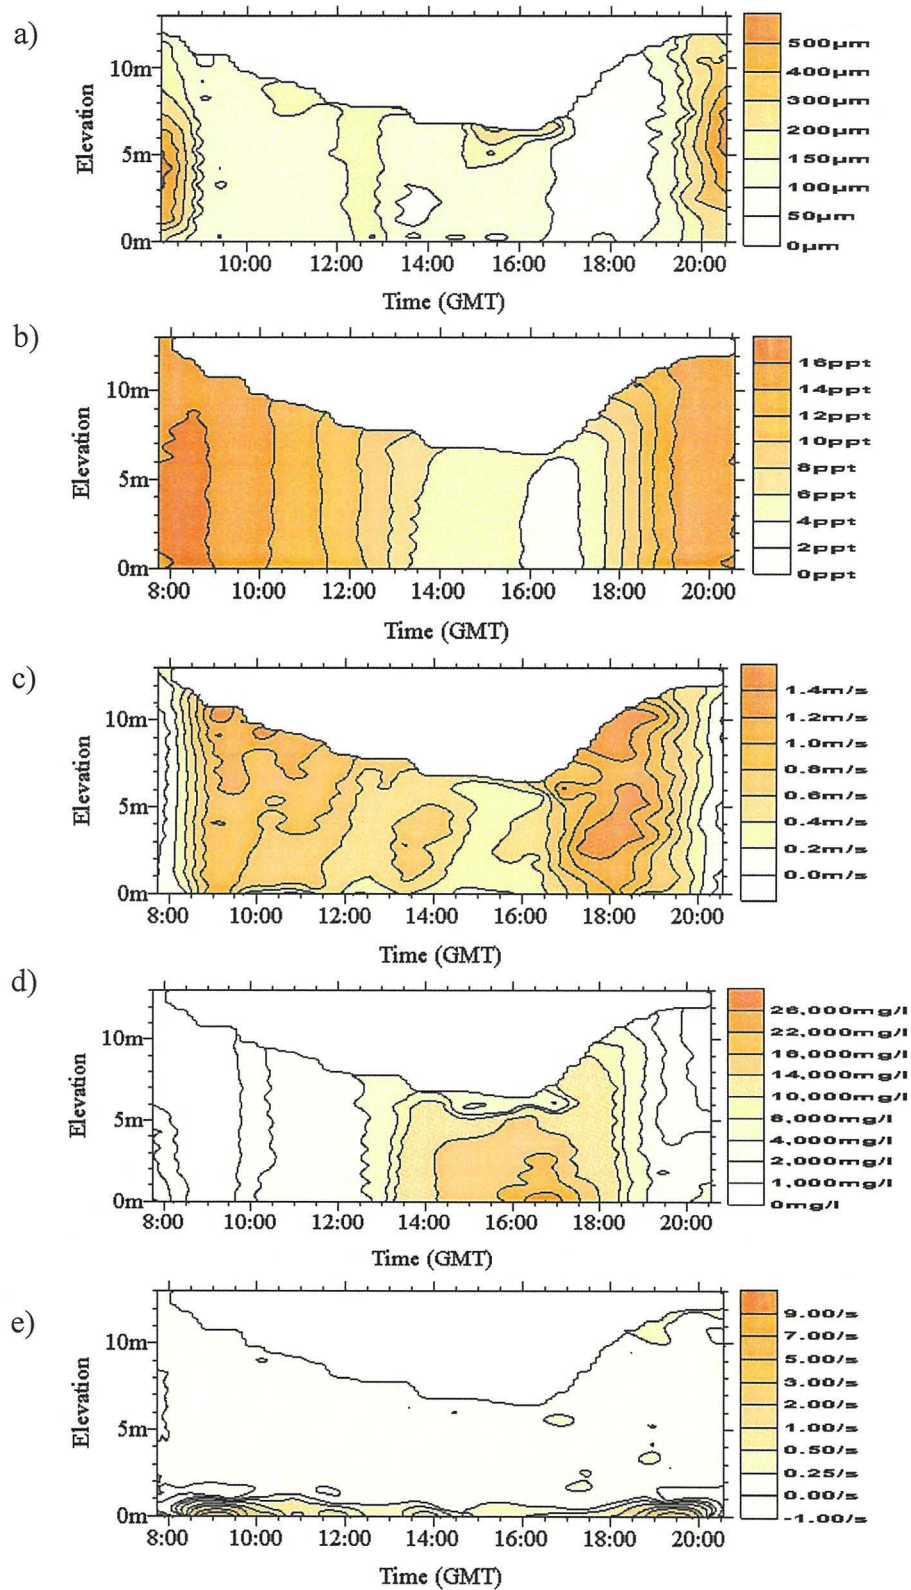 a)
Elevation
10m
5m
0m
10:00 12:00 14:00 16:00 18:00 20:00
Time (GMT)
500µm
400µm
300µm
200µm
150µm
100µm
50µm
0µm
b)
Elevation
10m
5m
0m
8:00 10:00 12:00 14:00 16:00 18:00 20:00
Time (GMT)
16ppt
14ppt
12ppt
10ppt
8ppt
6ppt
4ppt
2ppt
0ppt
c)
Elevation
10m
5m
0m
8:00 10:00 12:00 14:00 16:00 18:00 20:00
Time (GMT)
1.4m/s
1.2m/s
1.0m/s
0.8m/s
0.6m/s
0.4m/s
0.2m/s
0.0m/s
d)
Elevation
10m
5m
0m
8:00 10:00 12:00 14:00 16:00 18:00 20:00
Time (GMT)
26,000mg/l
22,000mg/l
18,000mg/l
14,000mg/l
10,000mg/l
8,000mg/l
4,000mg/l
2,000mg/l
1,000mg/l
0mg/l
e)
Elevation
10m
5m
0m
8:00 10:00 12:00 14:00 16:00 18:00 20:00
Time (GMT)
9.00/s
7.00/s
5.00/s
3.00/s
2.00/s
1.00/s
0.50/s
0.25/s
0.00/s
-1.00/s